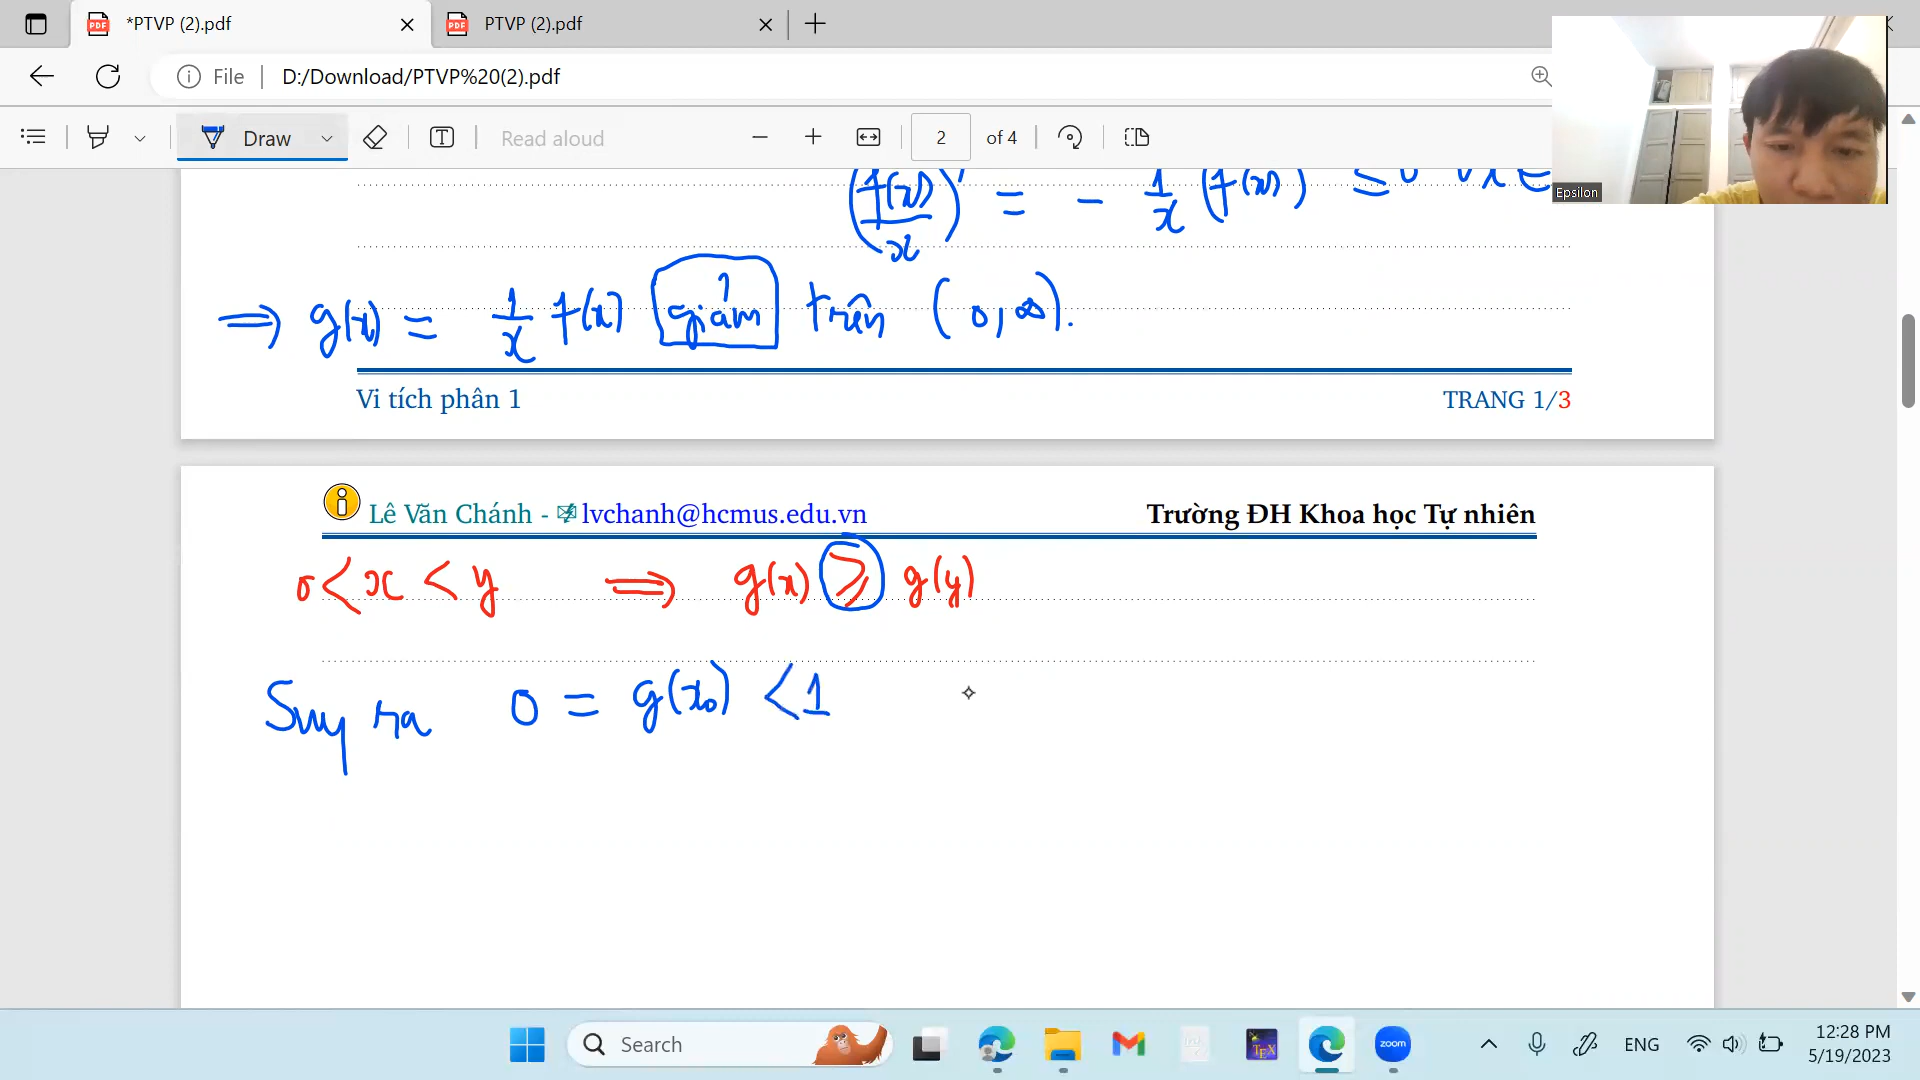 *PTVP (2).pdf
PTVP (2).pdf
File
D:/Download/PTVP%20(2).pdf
Draw
Read aloud
2
of 4
Epsilon
(f(x)/x)' = - 1/x (f(x))
⇒ g(x) = 1/x f(x) giảm trên (0, ∞).
Vi tích phân 1
TRANG 1/3
Lê Văn Chánh - lvchanh@hcmus.edu.vn
Trường ĐH Khoa học Tự nhiên
0 < x < y ⇒ g(x) ⩾ g(y)
Suy ra 0 = g(x₀) < 1
Search
zoom
ENG
12:28 PM
5/19/2023